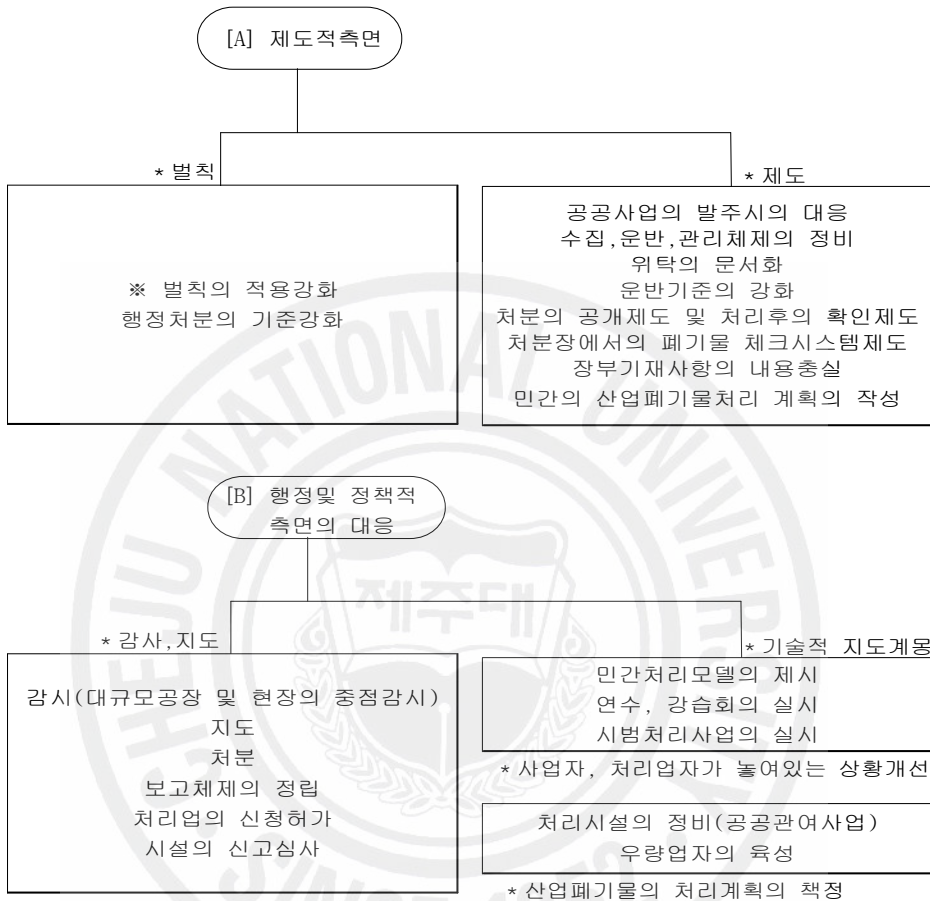 [A] 제도적측면
* 벌칙
※ 벌칙의 적용강화
행정처분의 기준강화
* 제도
공공사업의 발주시의 대응
수집,운반,관리체제의 정비
위탁의 문서화
운반기준의 강화
처분의 공개제도 및 처리후의 확인제도
처분장에서의 폐기물 체크시스템제도
장부기재사항의 내용충실
민간의 산업폐기물처리 계획의 작성
[B] 행정및 정책적
측면의 대응
* 감사,지도
감시(대규모공장 및 현장의 중점감시)
지도
처분
보고체제의 정립
처리업의 신청허가
시설의 신고심사
* 기술적 지도계몽
민간처리모델의 제시
연수, 강습회의 실시
시범처리사업의 실시
* 사업자, 처리업자가 놓여있는 상황개선
처리시설의 정비(공공관여사업)
우량업자의 육성
* 산업폐기물의 처리계획의 책정
JEJU NATIONAL UNIVERSITY
제주대